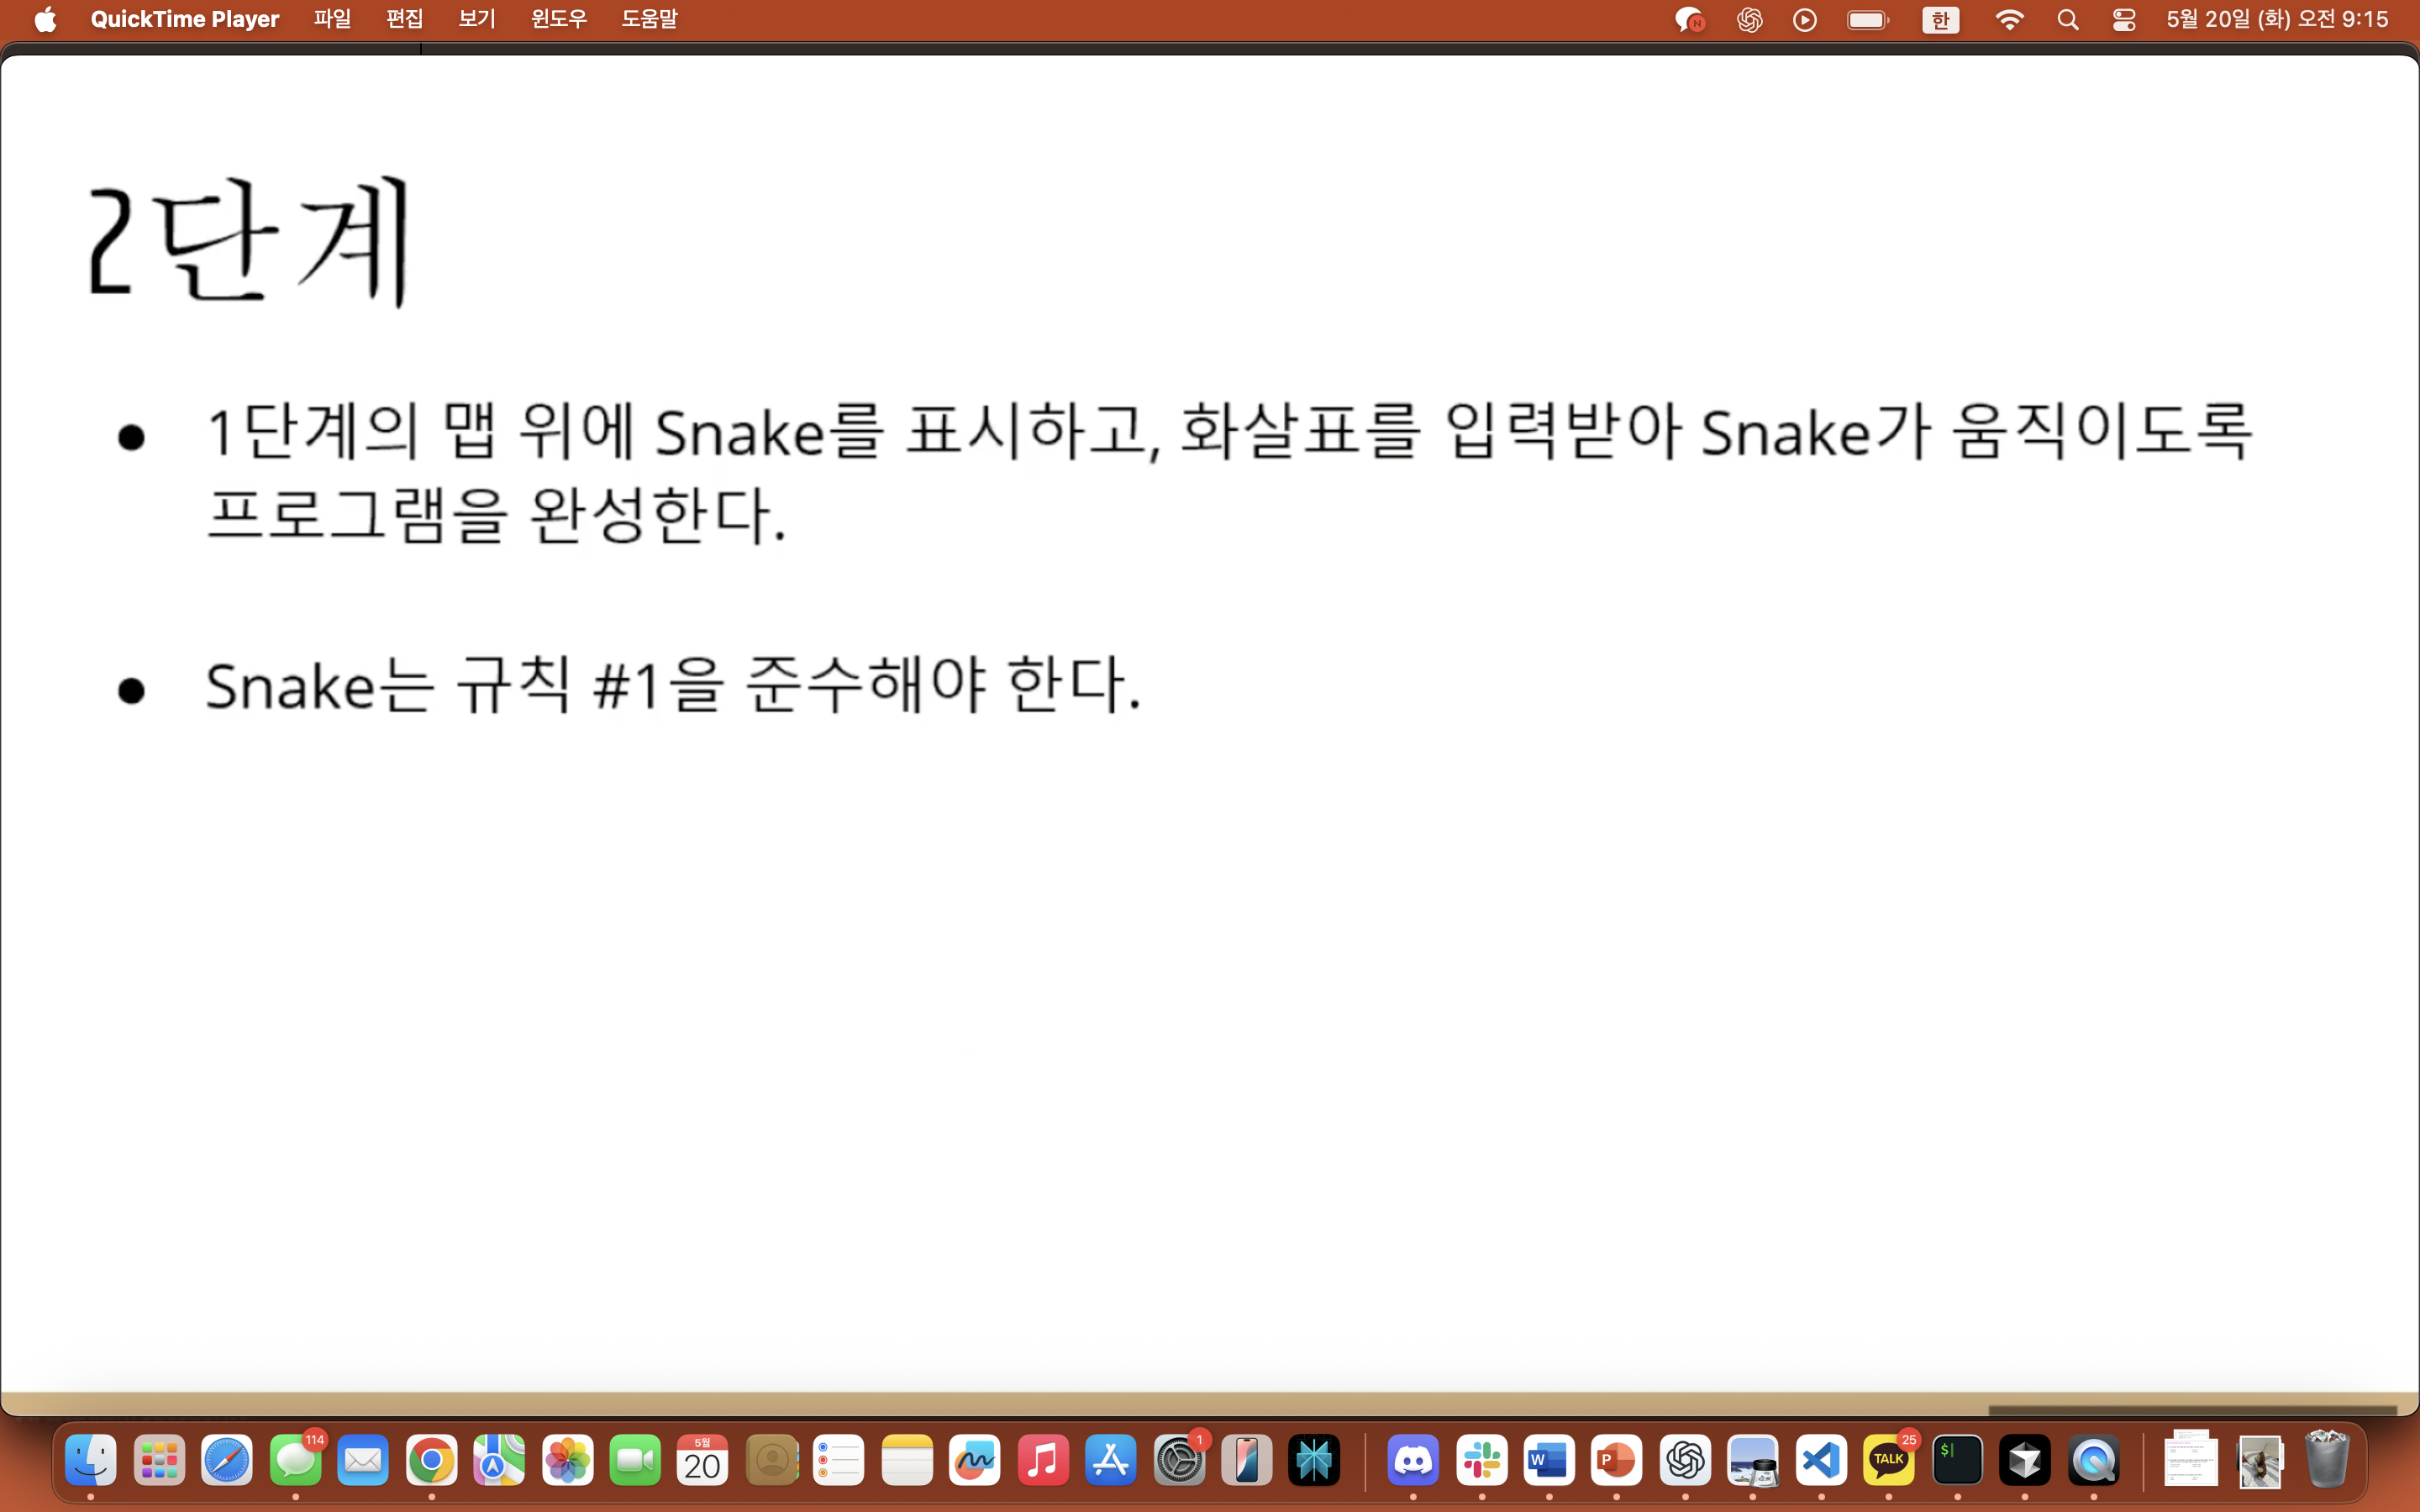 QuickTime Player 파일 편집 보기 윈도우 도움말 N 한 5월 20일 (화) 오전 9:15
2단계
● 1단계의 맵 위에 Snake를 표시하고, 화살표를 입력받아 Snake가 움직이도록
프로그램을 완성한다.
● Snake는 규칙 #1을 준수해야 한다.
114 5월 1 25
20 W P TALK $